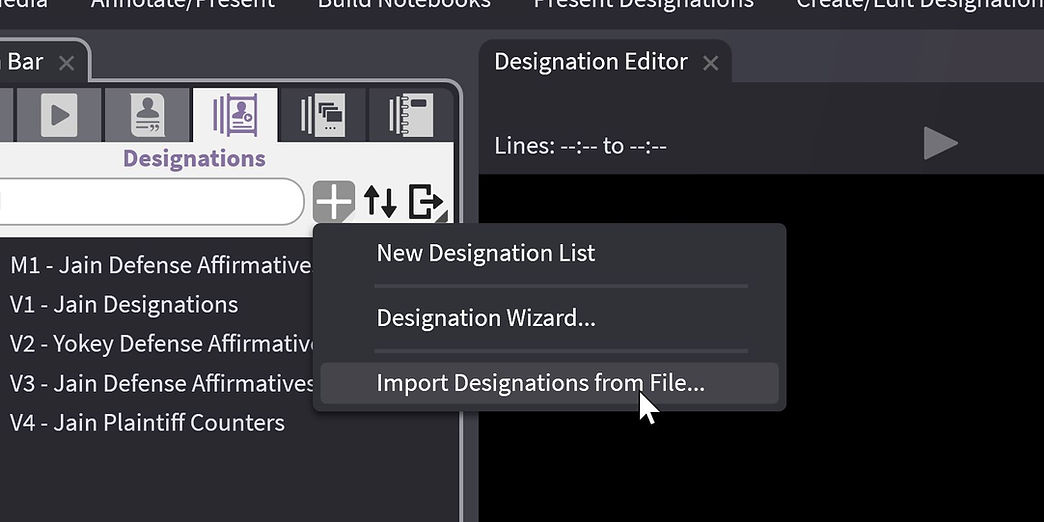 Annotate/Present Build Notebooks Present Designations Create/Edit Designation
Bar
Designation Editor
Lines: --:-- to --:--
Designations
New Designation List
Designation Wizard...
Import Designations from File...
M1 - Jain Defense Affirmative
V1 - Jain Designations
V2 - Yokey Defense Affirmativ
V3 - Jain Defense Affirmatives
V4 - Jain Plaintiff Counters